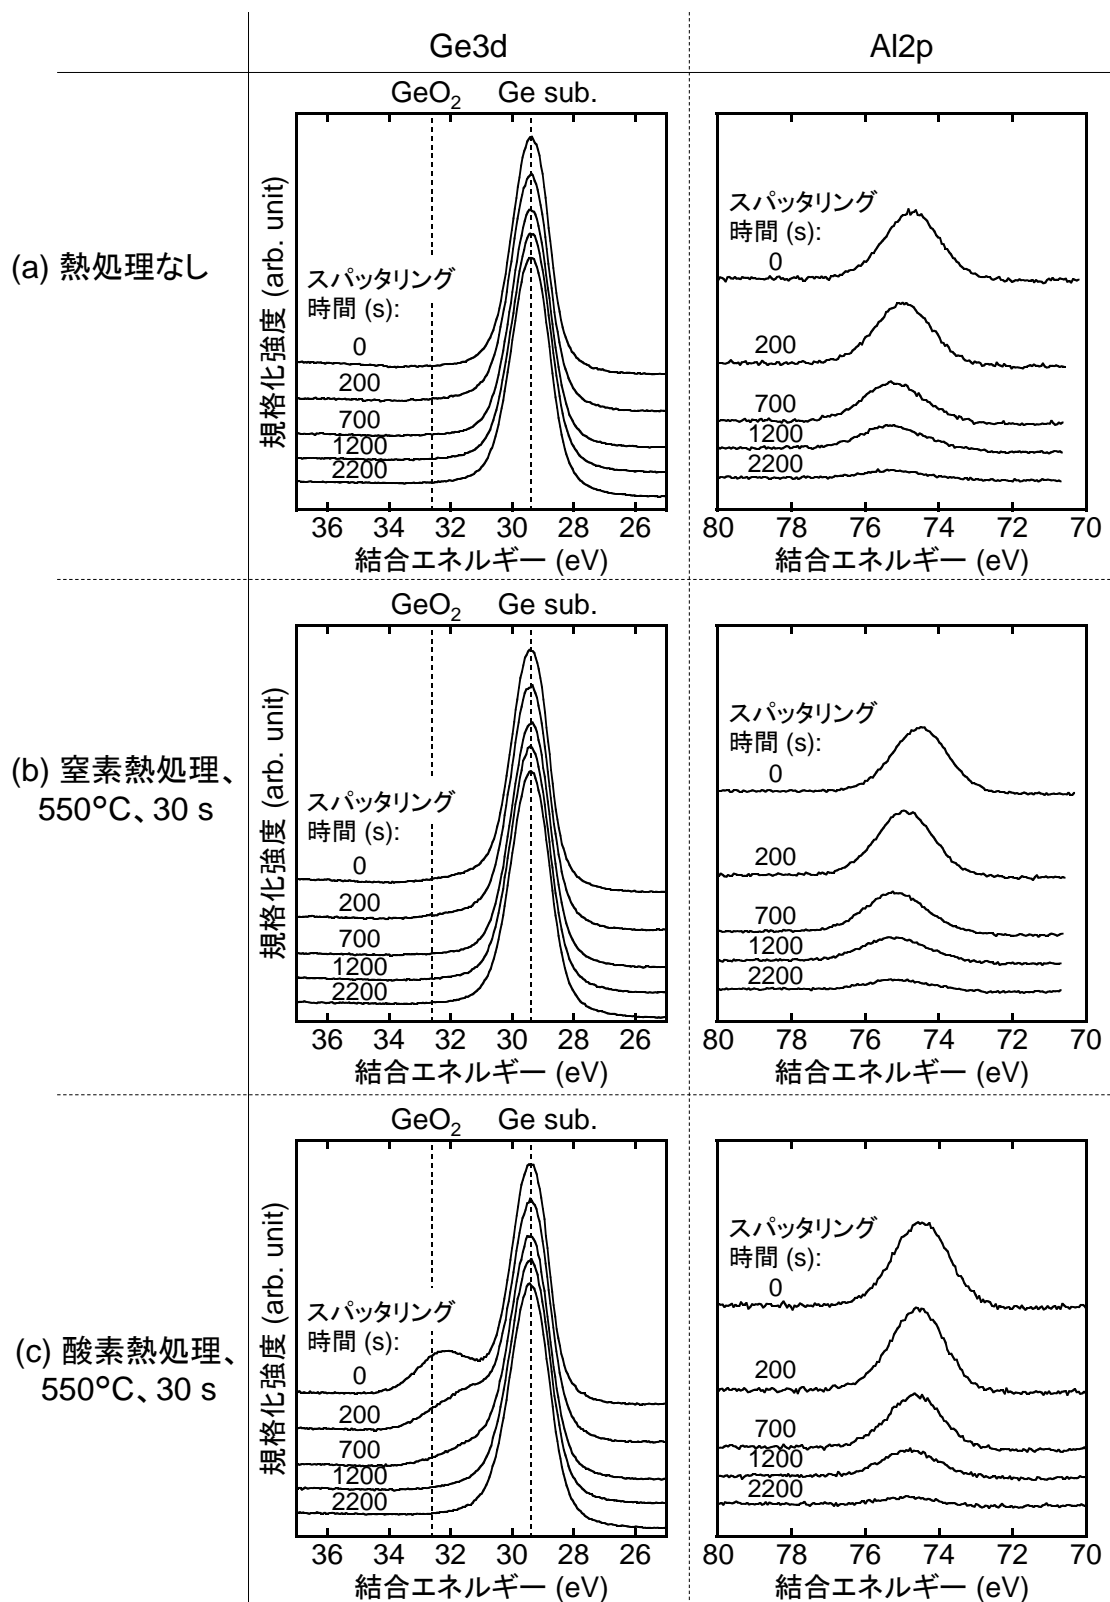 Ge3d
Al2p
(a) 熱処理なし
GeO2 Ge sub.
規格化強度 (arb. unit)
スパッタリング
時間 (s):
0
200
700
1200
2200
36 34 32 30 28 26
結合エネルギー (eV)
スパッタリング
時間 (s):
0
200
700
1200
2200
80 78 76 74 72 70
結合エネルギー (eV)
(b) 窒素熱処理、
550°C、30 s
GeO2 Ge sub.
規格化強度 (arb. unit)
スパッタリング
時間 (s):
0
200
700
1200
2200
36 34 32 30 28 26
結合エネルギー (eV)
スパッタリング
時間 (s):
0
200
700
1200
2200
80 78 76 74 72 70
結合エネルギー (eV)
(c) 酸素熱処理、
550°C、30 s
GeO2 Ge sub.
規格化強度 (arb. unit)
スパッタリング
時間 (s):
0
200
700
1200
2200
36 34 32 30 28 26
結合エネルギー (eV)
スパッタリング
時間 (s):
0
200
700
1200
2200
80 78 76 74 72 70
結合エネルギー (eV)